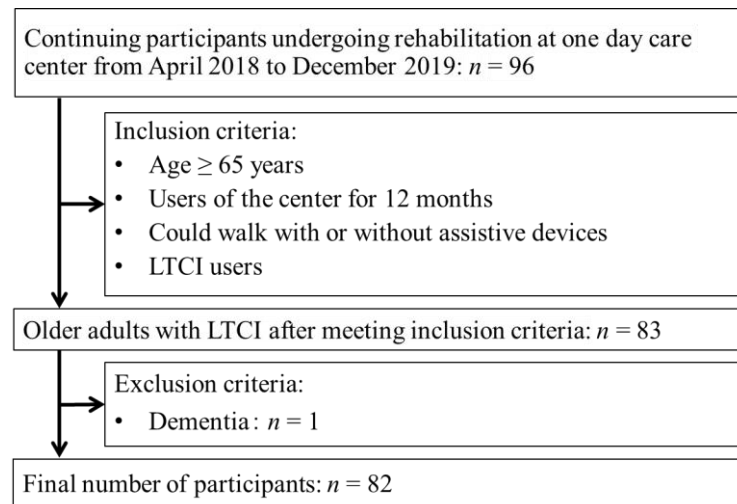 Continuing participants undergoing rehabilitation at one day care
center from April 2018 to December 2019: n = 96
Inclusion criteria:
• Age ≥ 65 years
• Users of the center for 12 months
• Could walk with or without assistive devices
• LTCI users
Older adults with LTCI after meeting inclusion criteria: n = 83
Exclusion criteria:
• Dementia: n = 1
Final number of participants: n = 82